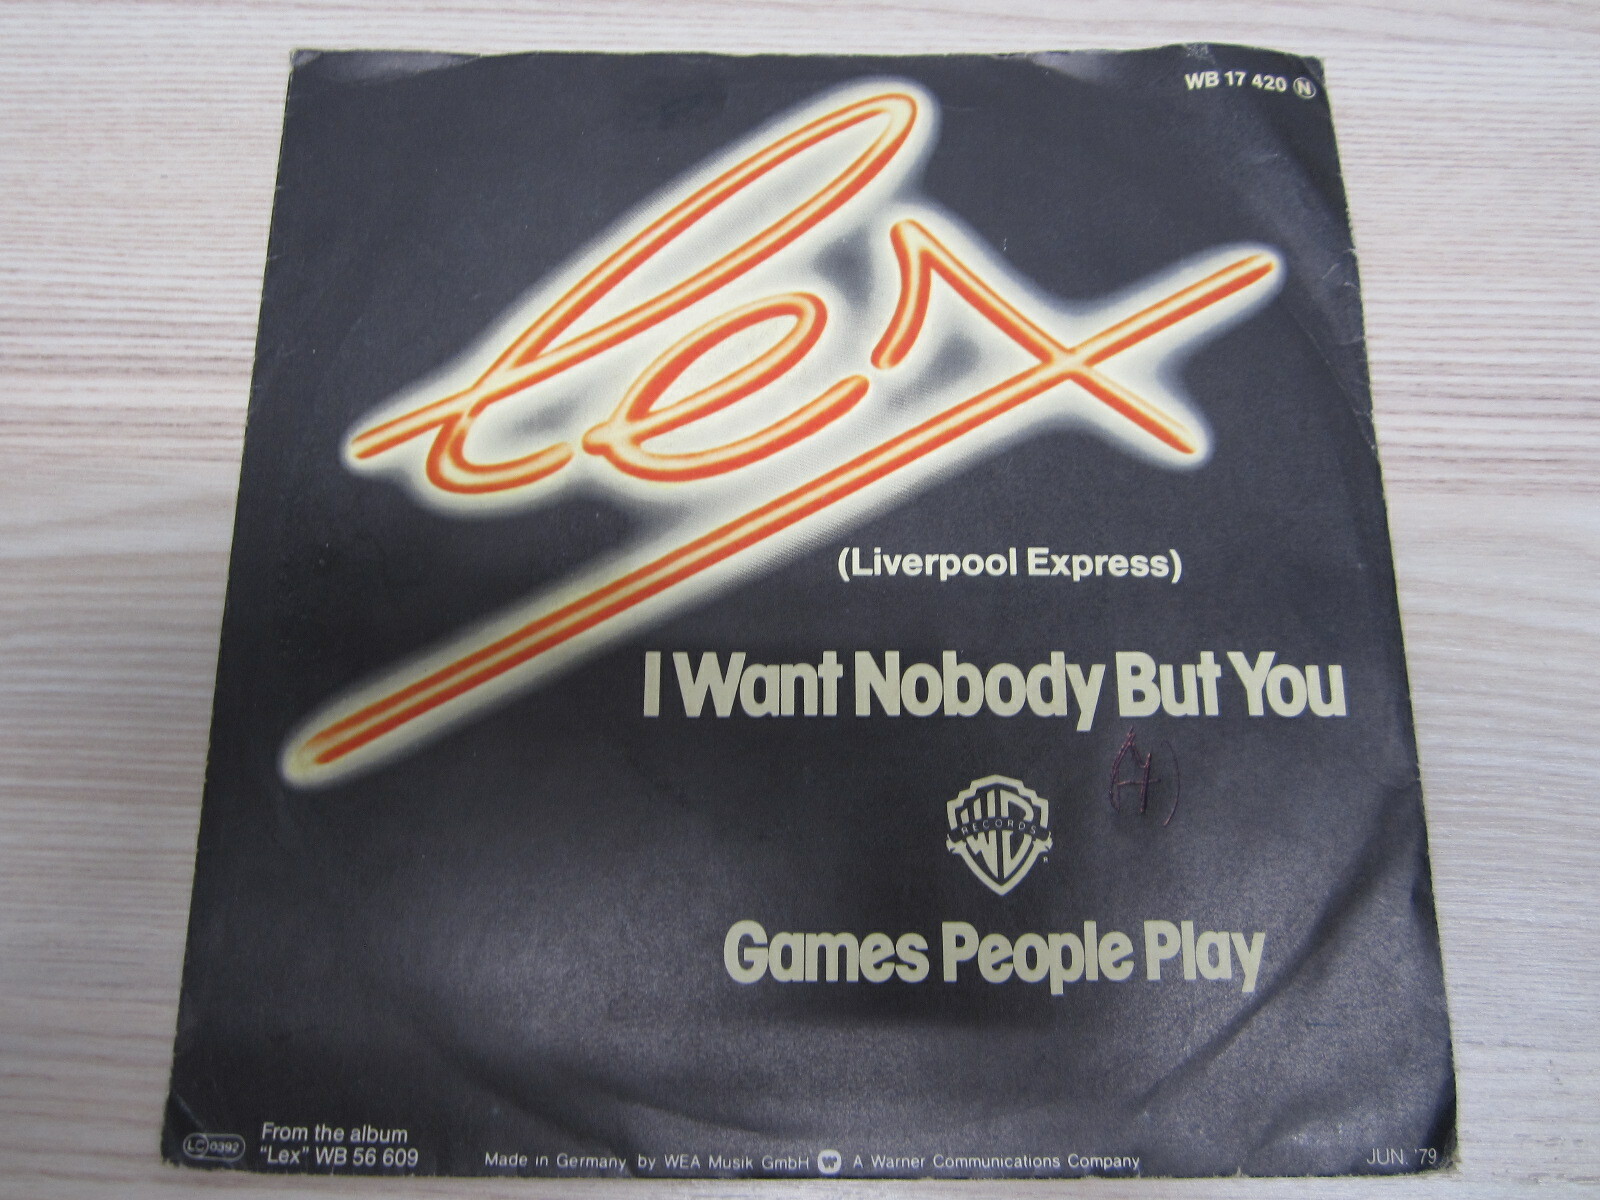 WB 17 420 N
Lex
(Liverpool Express)
I Want Nobody But You
(4)
WB
RECORDS
Games People Play
LC 0392
From the album
"Lex" WB 56 609
Made in Germany by WEA Musik GmbH W A Warner Communications Company
JUN. '79